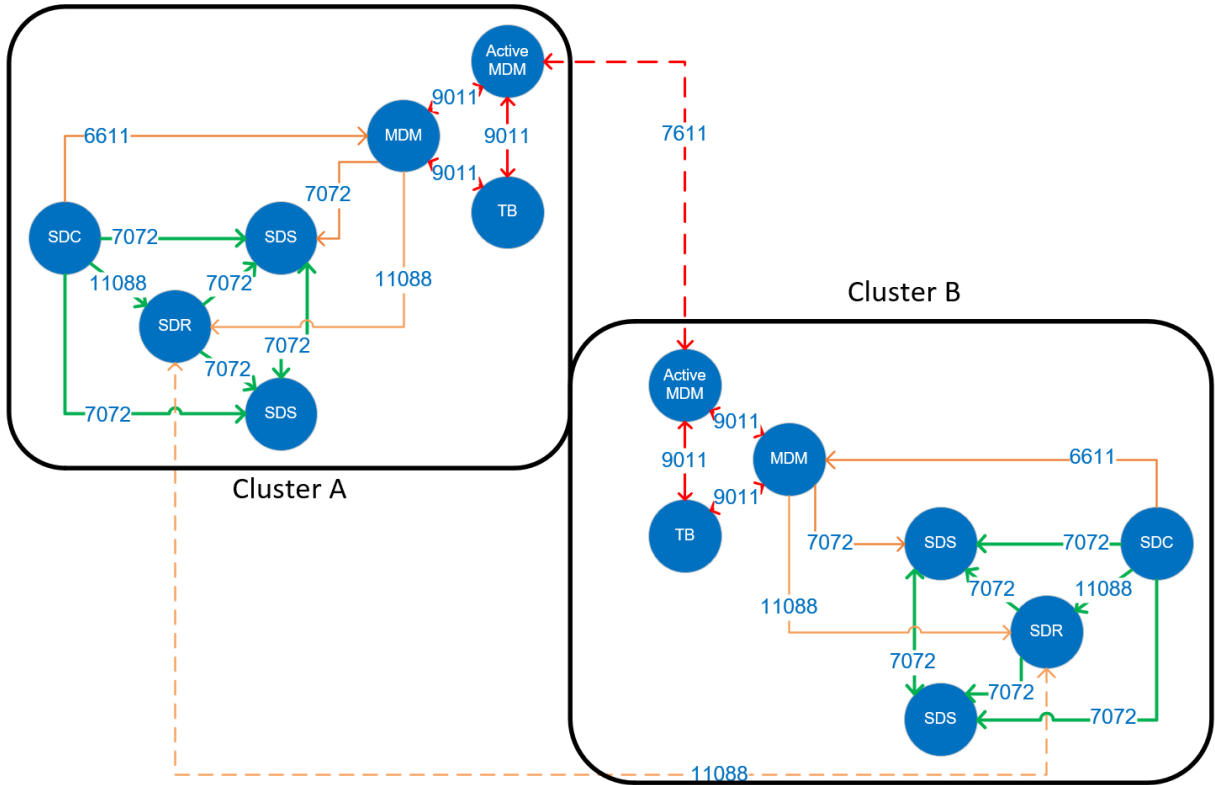 Active
MDM
9011
MDM
6611
9011
7611
9011
7072
TB
SDC
7072
SDS
11088
7072
11088
SDR
7072
7072
7072
SDS
Cluster A
Cluster B
Active
MDM
9011
MDM
6611
9011
9011
TB
7072
SDS
7072
SDC
7072
11088
11088
SDR
7072
7072
SDS
7072
11088